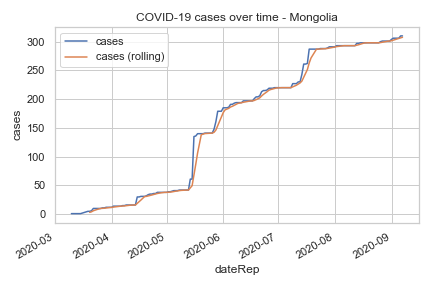 COVID-19 cases over time - Mongolia
cases
cases (rolling)
300
250
200
150
100
50
0
cases
2020-03
2020-04
2020-05
2020-06
2020-07
2020-08
2020-09
dateRep